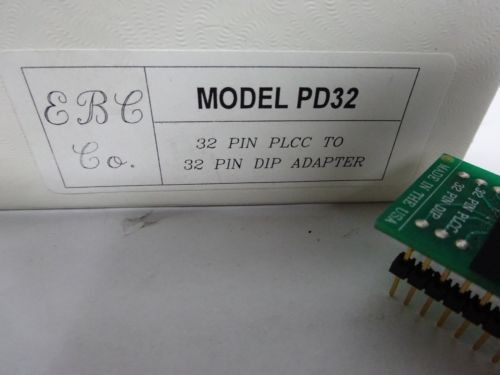 EBC
Co.
MODEL PD32
32 PIN PLCC TO
32 PIN DIP ADAPTER
32 PIN PLCC
32 PIN DIP
MADE IN THE USA